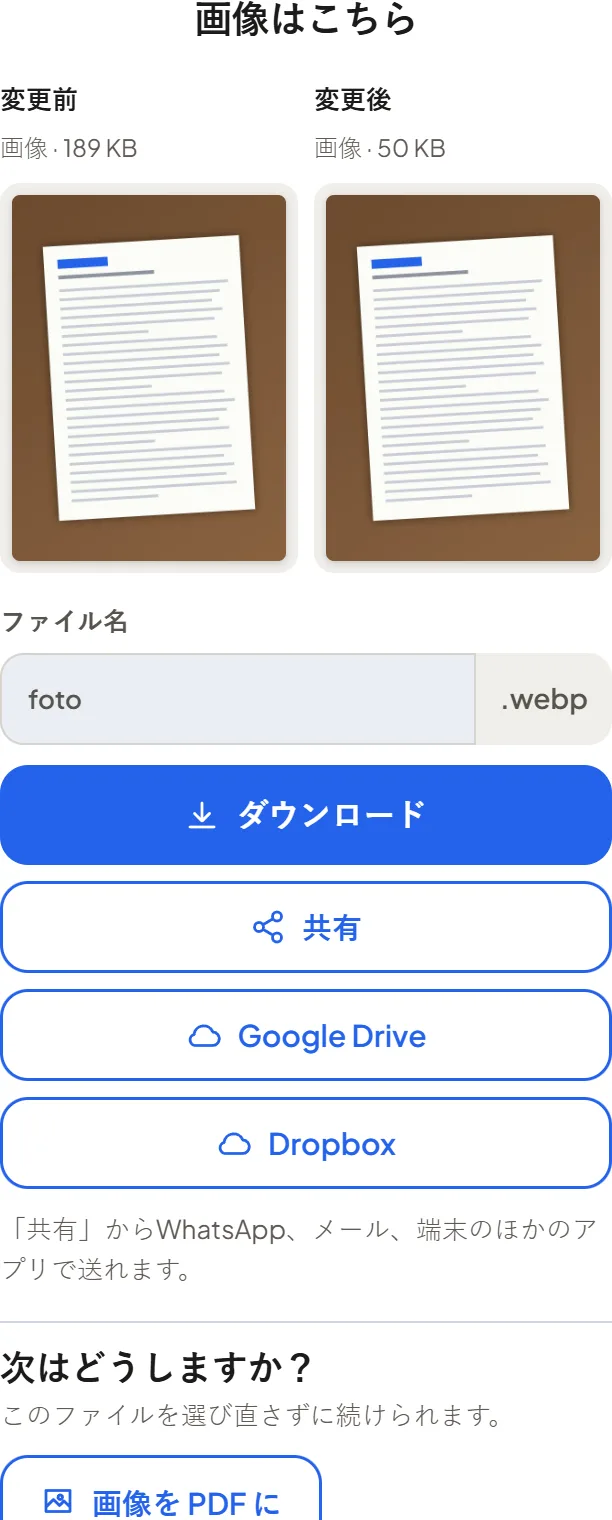 画像はこちら
変更前
画像 · 189 KB
変更後
画像 · 50 KB
ファイル名
foto
.webp
ダウンロード
共有
Google Drive
Dropbox
「共有」からWhatsApp、メール、端末のほかのア
プリで送れます。
次はどうしますか？
このファイルを選び直さずに続けられます。
画像を PDF に